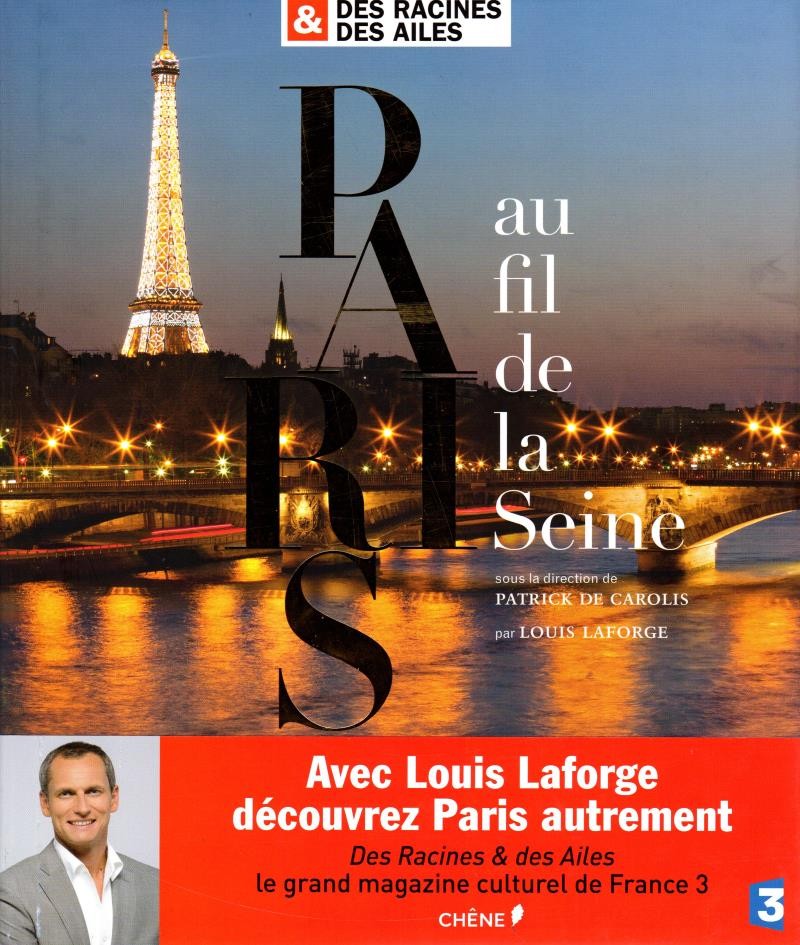 & DES RACINES
DES AILES
PARIS
au
fil
de
la
Seine
sous la direction de
PATRICK DE CAROLIS
par LOUIS LAFORGE
Avec Louis Laforge
découvrez Paris autrement
Des Racines & des Ailes
le grand magazine culturel de France 3
CHÊNE
3